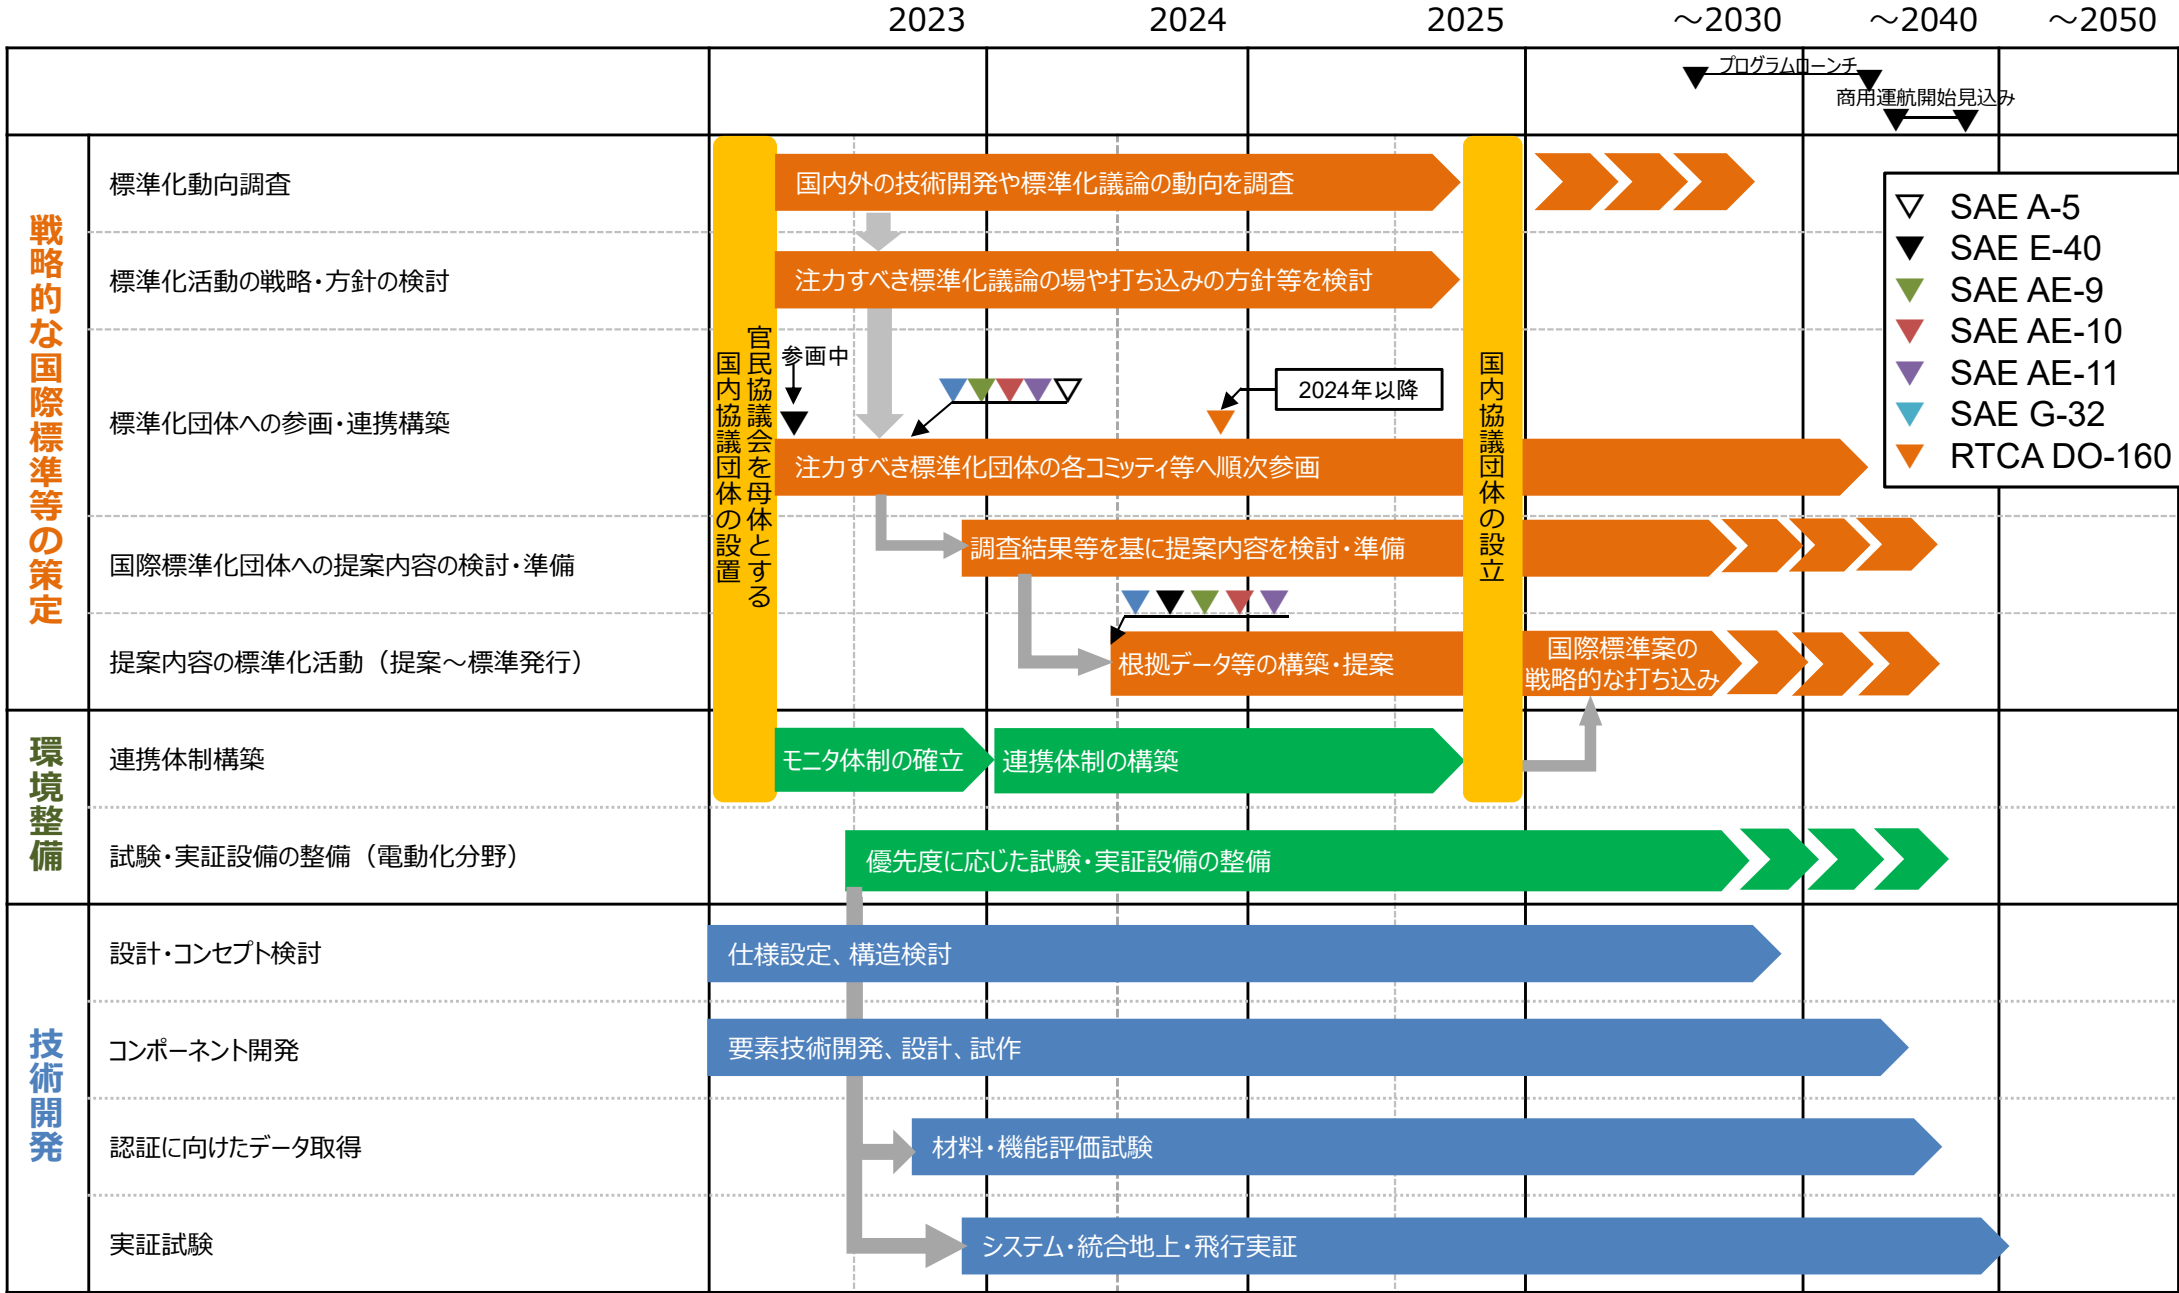 2023
2024
2025
～2030
～2040
～2050
プログラムローンチ
商用運航開始見込み
戦略的な国際標準等の策定
標準化動向調査
標準化活動の戦略・方針の検討
標準化団体への参画・連携構築
国際標準化団体への提案内容の検討・準備
提案内容の標準化活動（提案～標準発行）
官民協議会を母体とする
国内協議団体の設置
国内外の技術開発や標準化議論の動向を調査
注力すべき標準化議論の場や打ち込みの方針等を検討
参画中
2024年以降
注力すべき標準化団体の各コミッティ等へ順次参画
調査結果等を基に提案内容を検討・準備
根拠データ等の構築・提案
国内協議団体の設立
国際標準案の
戦略的な打ち込み
SAE A-5
SAE E-40
SAE AE-9
SAE AE-10
SAE AE-11
SAE G-32
RTCA DO-160
環境整備
連携体制構築
モニタ体制の確立
連携体制の構築
試験・実証設備の整備（電動化分野）
優先度に応じた試験・実証設備の整備
技術開発
設計・コンセプト検討
仕様設定、構造検討
コンポーネント開発
要素技術開発、設計、試作
認証に向けたデータ取得
材料・機能評価試験
実証試験
システム・統合地上・飛行実証